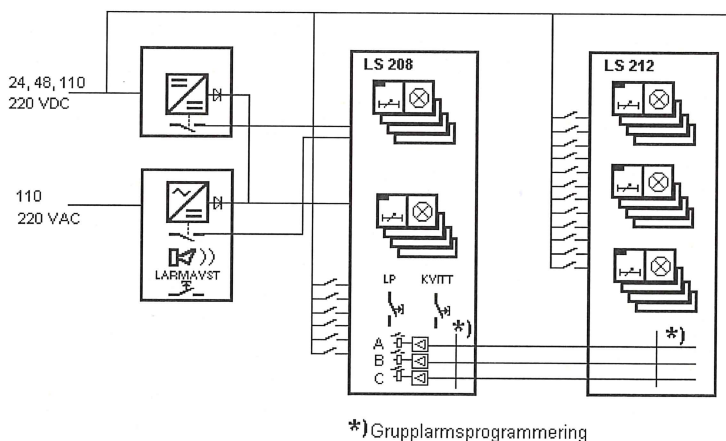 LS 208
LS 212
24, 48, 110
220 VDC
110
220 VAC
LARMAVST
LP
KVITT
*)
*)
A
B
C
*) Grupplarmsprogrammering